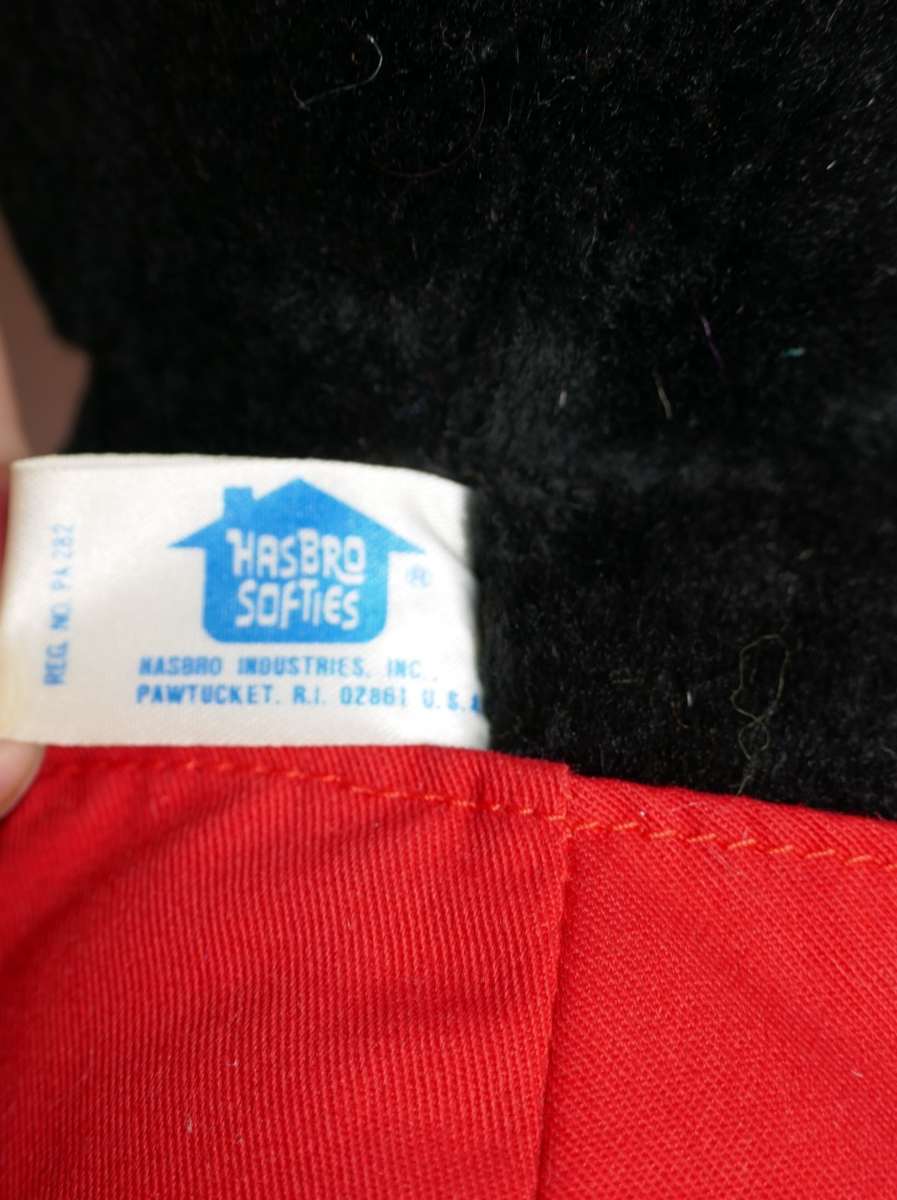 REG. NO. PA 282
HASBRO
SOFTIES
®
HASBRO INDUSTRIES, INC.
PAWTUCKET, R.I. 02861 U.S.A